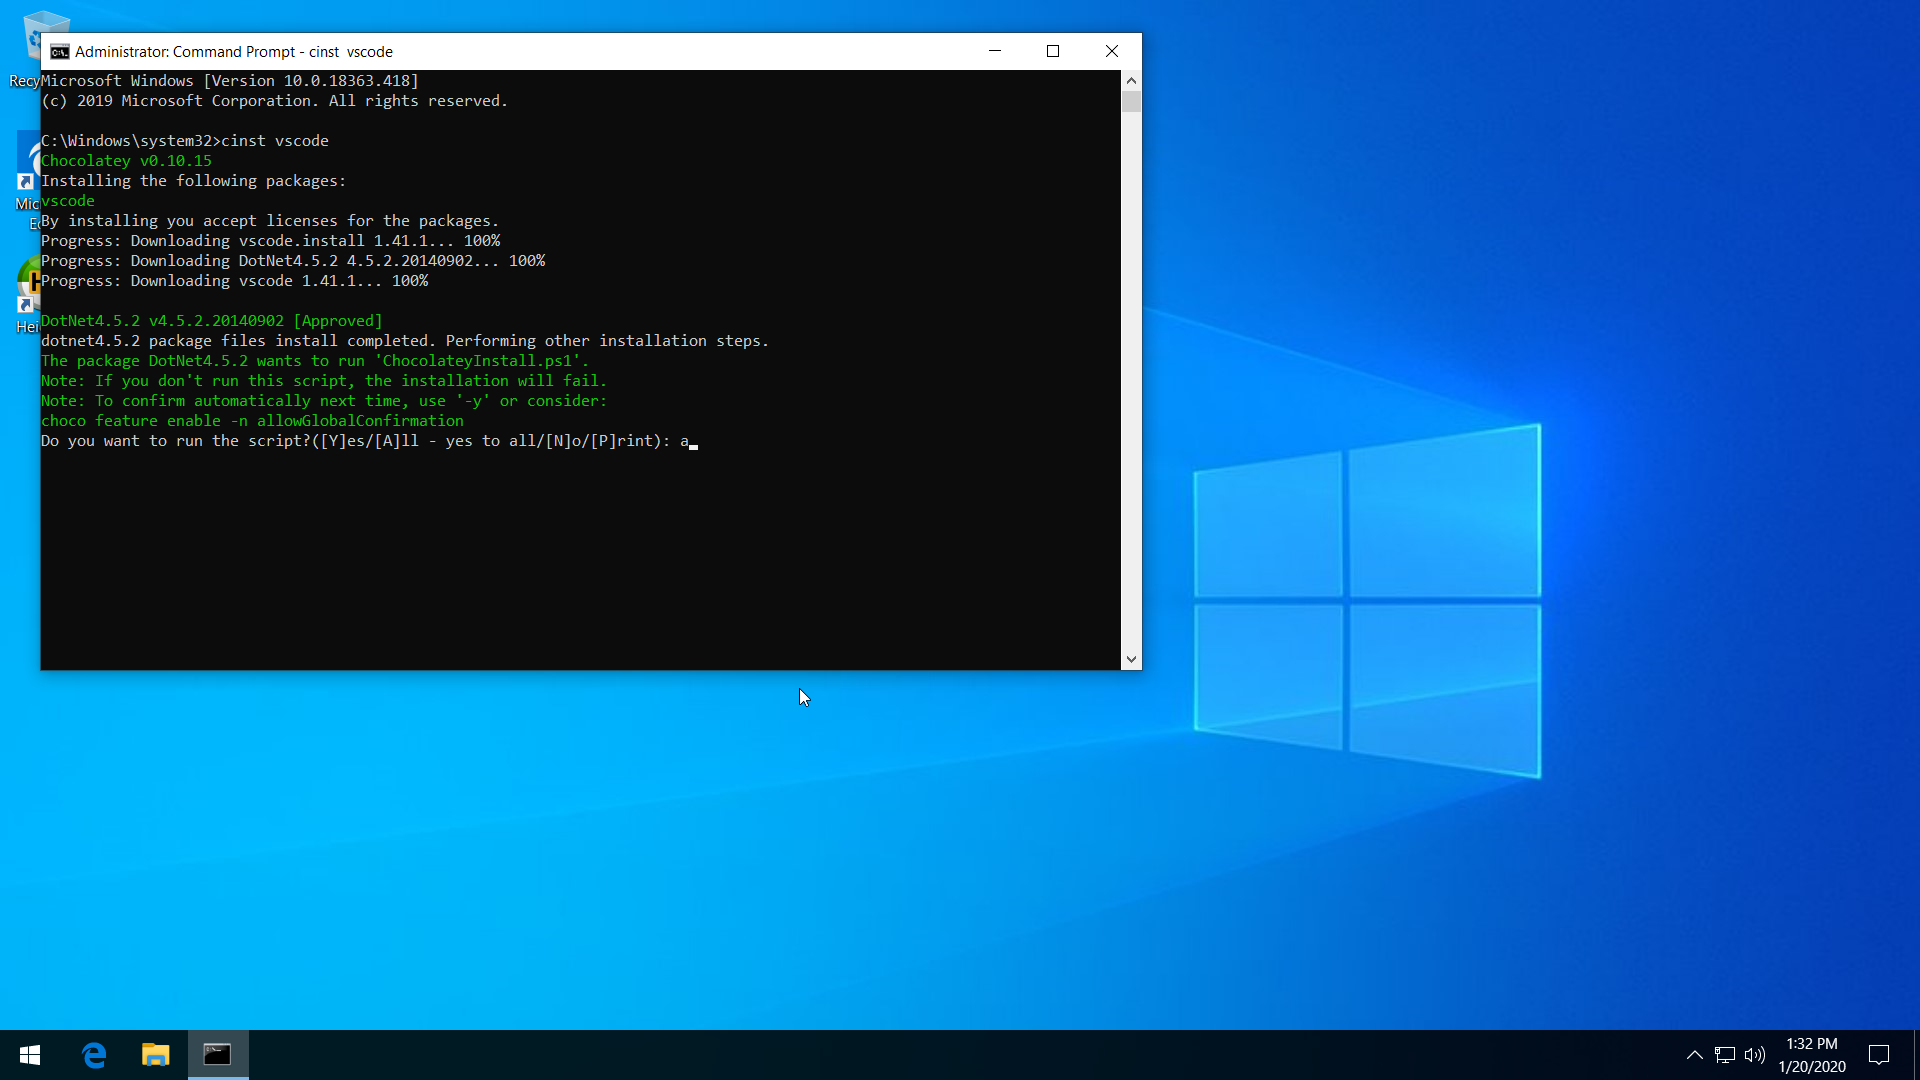 Administrator: Command Prompt - cinst  vscode
Recy
Microsoft Windows [Version 10.0.18363.418]
(c) 2019 Microsoft Corporation. All rights reserved.
C:\Windows\system32>cinst vscode
Chocolatey v0.10.15
Installing the following packages:
vscode
By installing you accept licenses for the packages.
Progress: Downloading vscode.install 1.41.1... 100%
Progress: Downloading DotNet4.5.2 4.5.2.20140902... 100%
Progress: Downloading vscode 1.41.1... 100%
DotNet4.5.2 v4.5.2.20140902 [Approved]
dotnet4.5.2 package files install completed. Performing other installation steps.
The package DotNet4.5.2 wants to run 'ChocolateyInstall.ps1'.
Note: If you don't run this script, the installation will fail.
Note: To confirm automatically next time, use '-y' or consider:
choco feature enable -n allowGlobalConfirmation
Do you want to run the script?([Y]es/[A]ll - yes to all/[N]o/[P]rint): a
Mic
Hei
1:32 PM
1/20/2020